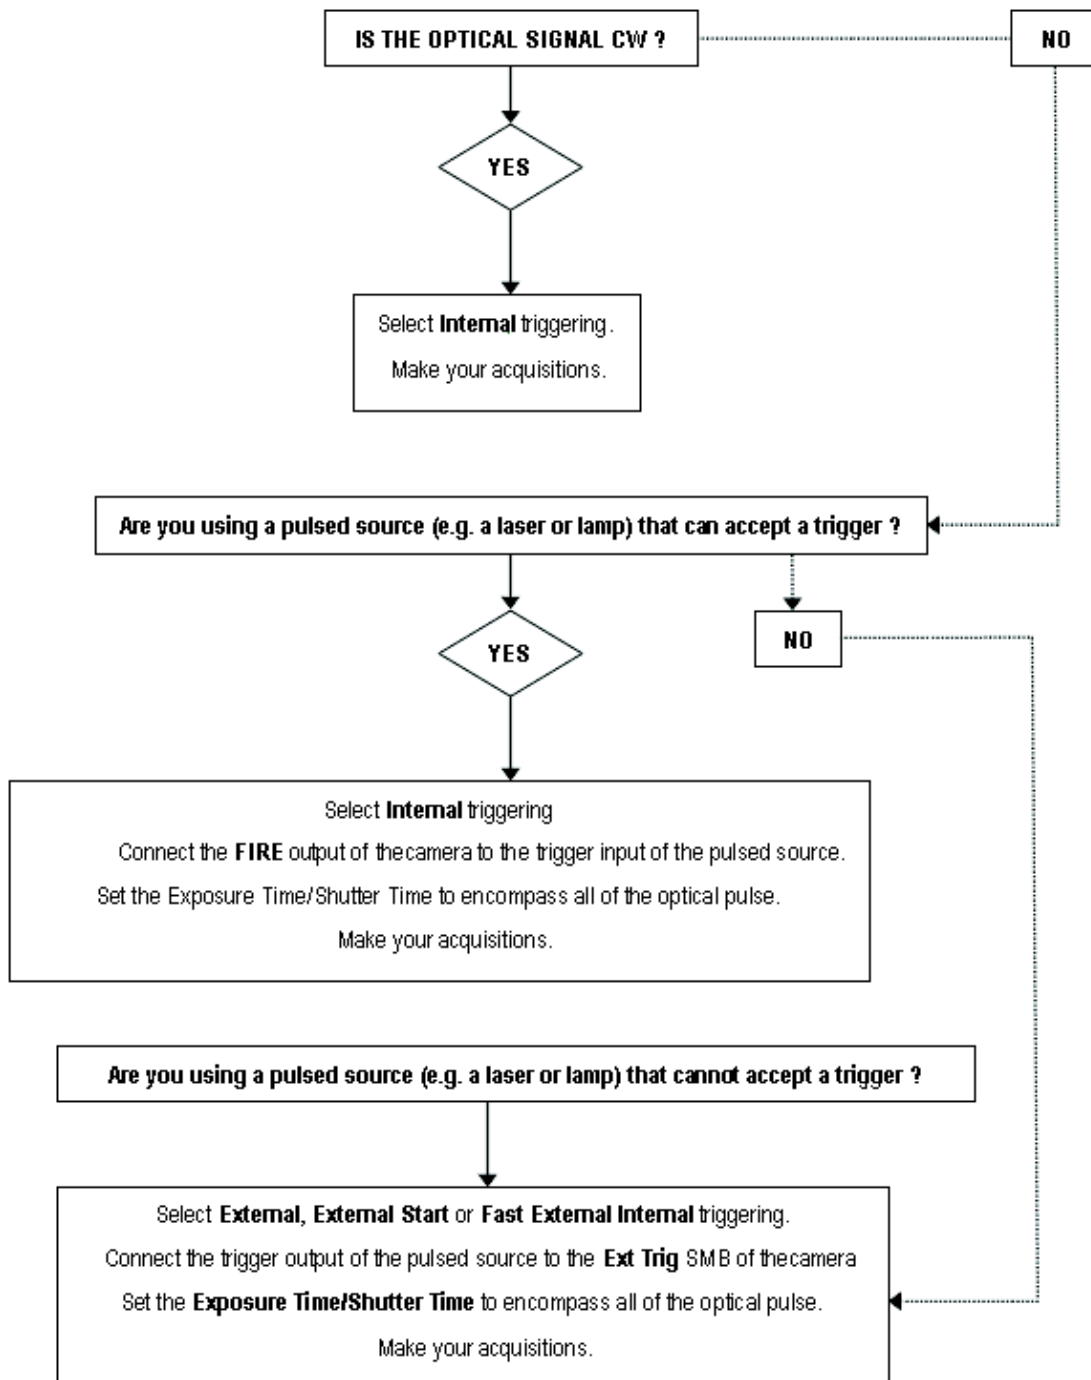 IS THE OPTICAL SIGNAL CW ?
NO
YES
Select Internal triggering.
Make your acquisitions.
Are you using a pulsed source (e.g. a laser or lamp) that can accept a trigger ?
YES
NO
Select Internal triggering
Connect the FIRE output of thecamera to the trigger input of the pulsed source.
Set the Exposure Time/Shutter Time to encompass all of the optical pulse.
Make your acquisitions.
Are you using a pulsed source (e.g. a laser or lamp) that cannot accept a trigger ?
Select External, External Start or Fast External Internal triggering.
Connect the trigger output of the pulsed source to the Ext Trig SMB of thecamera
Set the Exposure Time/Shutter Time to encompass all of the optical pulse.
Make your acquisitions.